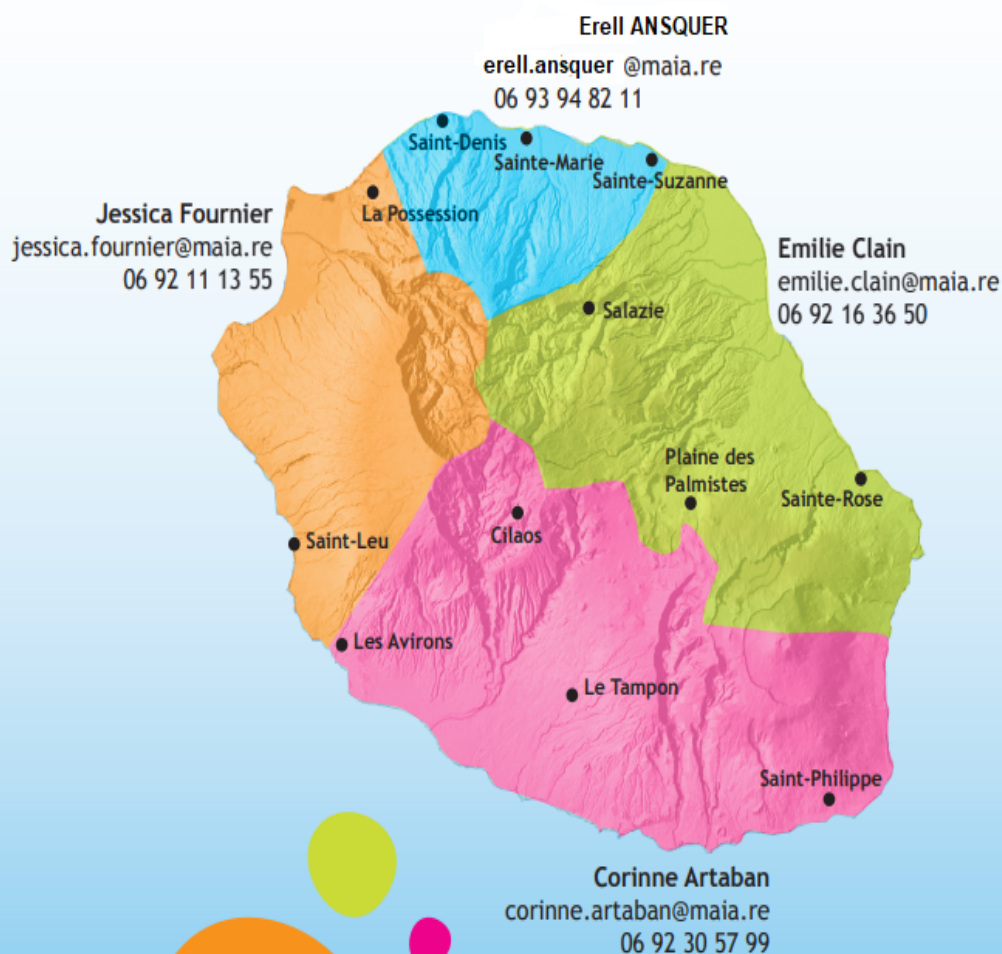 Erell ANSQUER
erell.ansquer @maia.re
06 93 94 82 11
Saint-Denis
Sainte-Marie
Sainte-Suzanne
La Possession
Jessica Fournier
jessica.fournier@maia.re
06 92 11 13 55
Emilie Clain
emilie.clain@maia.re
06 92 16 36 50
Salazie
Plaine des
Palmistes
Sainte-Rose
Cilaos
Saint-Leu
Les Avirons
Le Tampon
Saint-Philippe
Corinne Artaban
corinne.artaban@maia.re
06 92 30 57 99